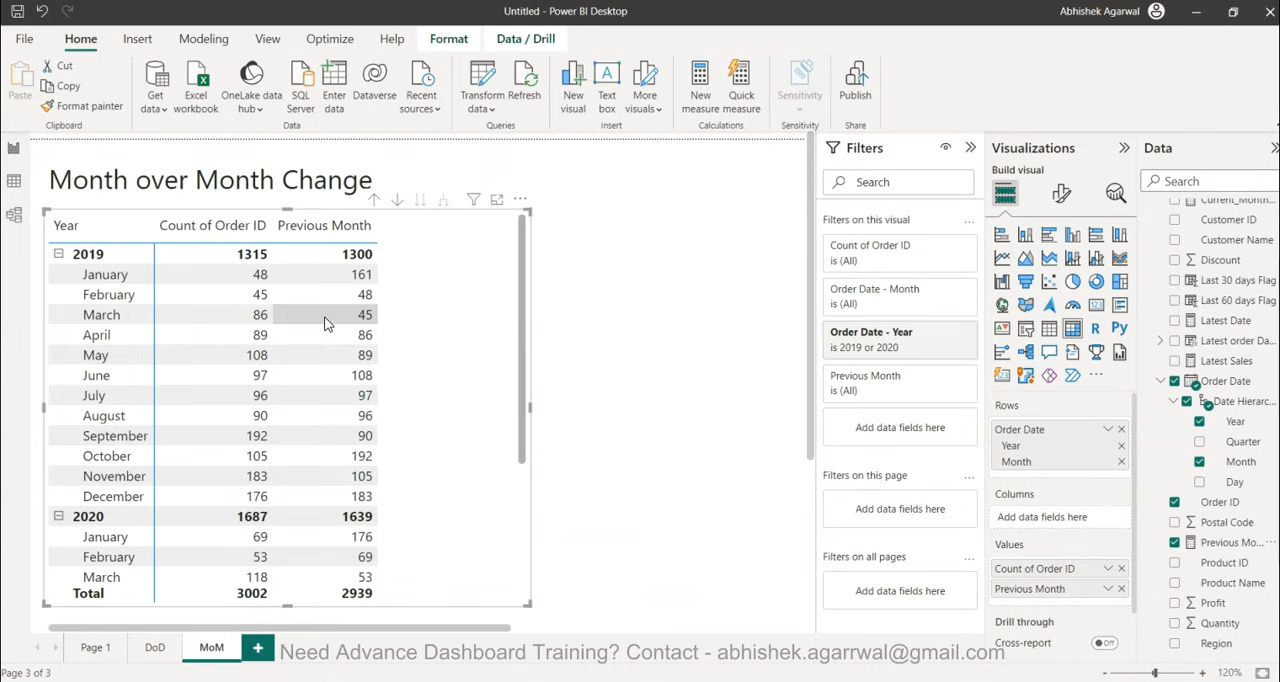 Untitled - Power BI Desktop
Abhishek Agarwal
File Home Insert Modeling View Optimize Help Format Data / Drill
Paste
Cut
Copy
Format painter
Get data
Excel workbook
OneLake data hub
SQL Server
Enter data
Dataverse
Recent sources
Transform data
Refresh
New visual
Text box
More visuals
New measure
Quick measure
Sensitivity
Publish
Clipboard Data Queries Insert Calculations Sensitivity Share
Month over Month Change
Year Count of Order ID Previous Month
2019 1315 1300
January 48 161
February 45 48
March 86 45
April 89 86
May 108 89
June 97 108
July 96 97
August 90 96
September 192 90
October 105 192
November 183 105
December 176 183
2020 1687 1639
January 69 176
February 53 69
March 118 53
Total 3002 2939
Filters
Search
Filters on this visual ...
Count of Order ID
is (All)
Order Date - Month
is (All)
Order Date - Year
is 2019 or 2020
Previous Month
is (All)
Add data fields here
Filters on this page ...
Add data fields here
Filters on all pages ...
Add data fields here
Visualizations
Build visual
R Py
123
...
Rows
Order Date
Year
Month
Columns
Add data fields here
Values
Count of Order ID
Previous Month
Drill through
Cross-report
Off
Data
Search
Current_Month...
Customer ID
Customer Name
Discount
Last 30 days Flag
Last 60 days Flag
Latest Date
Latest order Da...
Latest Sales
Order Date
Date Hierarc...
Year
Quarter
Month
Day
Order ID
Postal Code
Previous Mo... ...
Product ID
Product Name
Profit
Quantity
Region
Page 1 DoD MoM +
Need Advance Dashboard Training? Contact - abhishek.agarrwal@gmail.com
Page 3 of 3
- + 120%